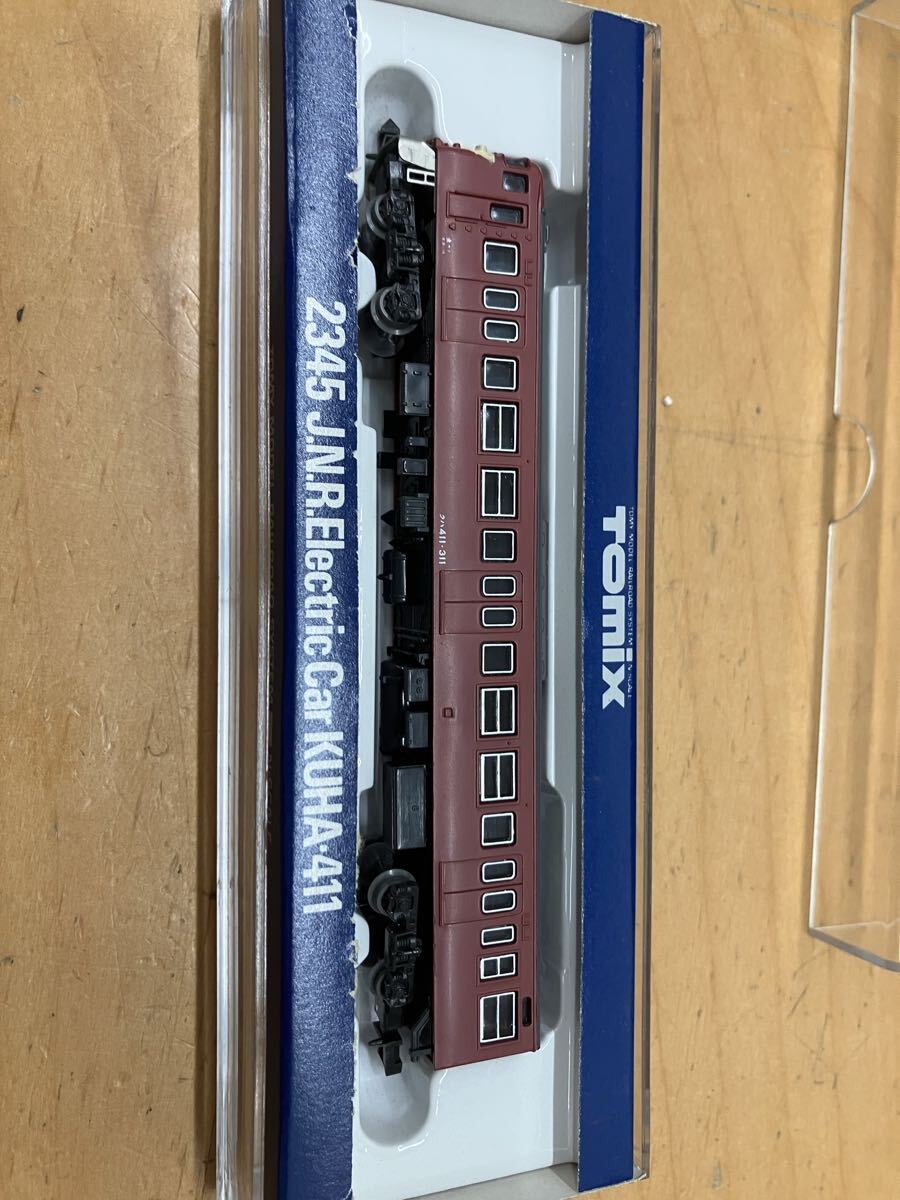 TOMY MODEL RAILROAD SYSTEM N SCALE
TOMIX
クハ411-311
2345 J.N.R.Electric Car KUHA·411